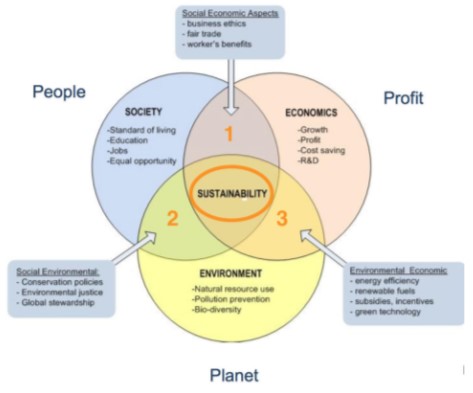 Social Economic Aspects
- business ethics
- fair trade
- worker's benefits
People
Profit
SOCIETY
-Standard of living
-Education
-Jobs
-Equal opportunity
ECONOMICS
-Growth
-Profit
-Cost saving
-R&D
1
SUSTAINABILITY
2
3
Social Environmental:
- Conservation policies
- Environmental justice
- Global stewardship
ENVIRONMENT
-Natural resource use
-Pollution prevention
-Bio-diversity
Environmental Economic
- energy efficiency
- renewable fuels
- subsidies, incentives
- green technology
Planet